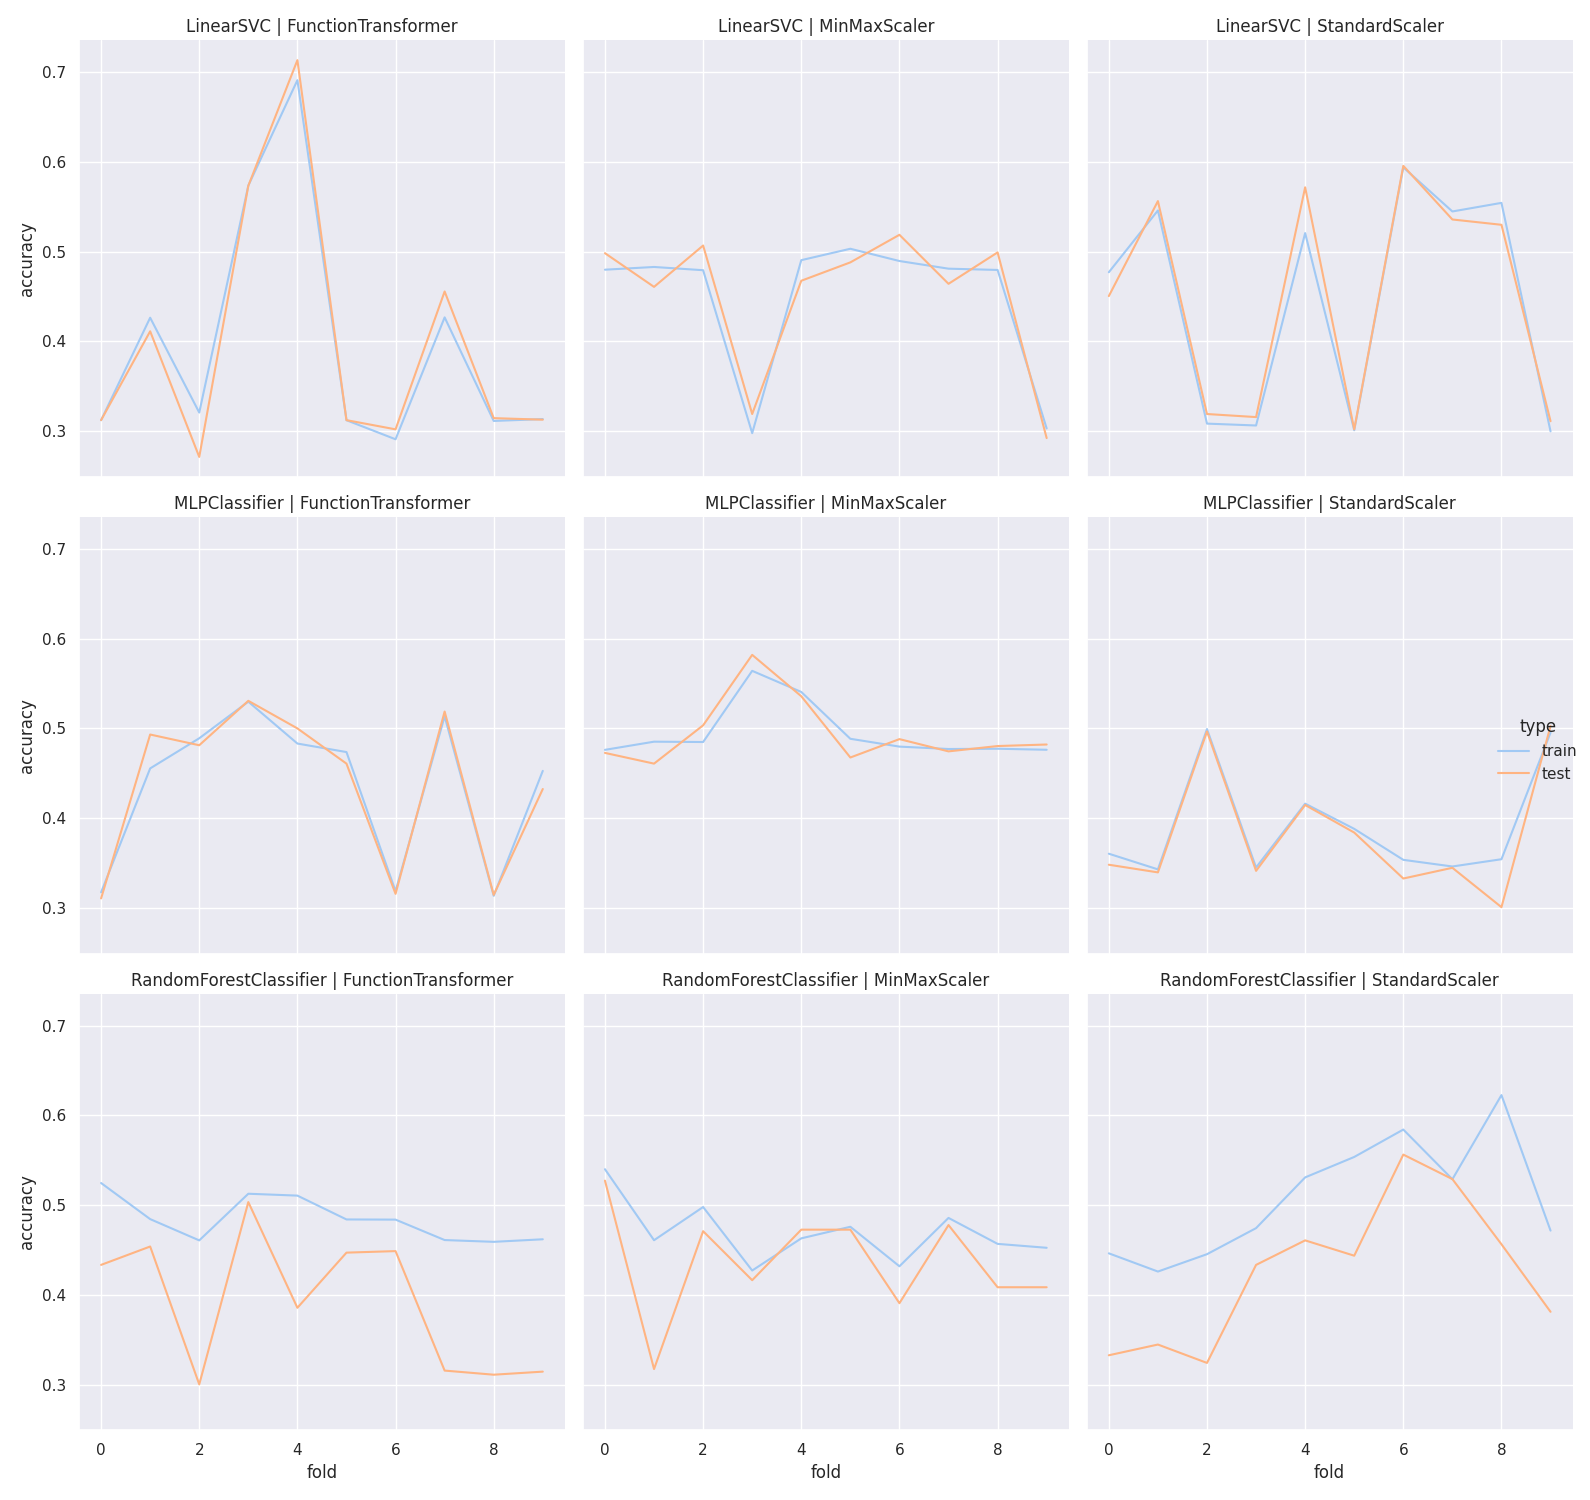 LinearSVC | FunctionTransformer
LinearSVC | MinMaxScaler
LinearSVC | StandardScaler
0.7
0.6
0.5
0.4
0.3
accuracy
MLPClassifier | FunctionTransformer
MLPClassifier | MinMaxScaler
MLPClassifier | StandardScaler
0.7
0.6
0.5
0.4
0.3
accuracy
type
train
test
RandomForestClassifier | FunctionTransformer
RandomForestClassifier | MinMaxScaler
RandomForestClassifier | StandardScaler
0.7
0.6
0.5
0.4
0.3
accuracy
0 2 4 6 8
0 2 4 6 8
0 2 4 6 8
fold
fold
fold